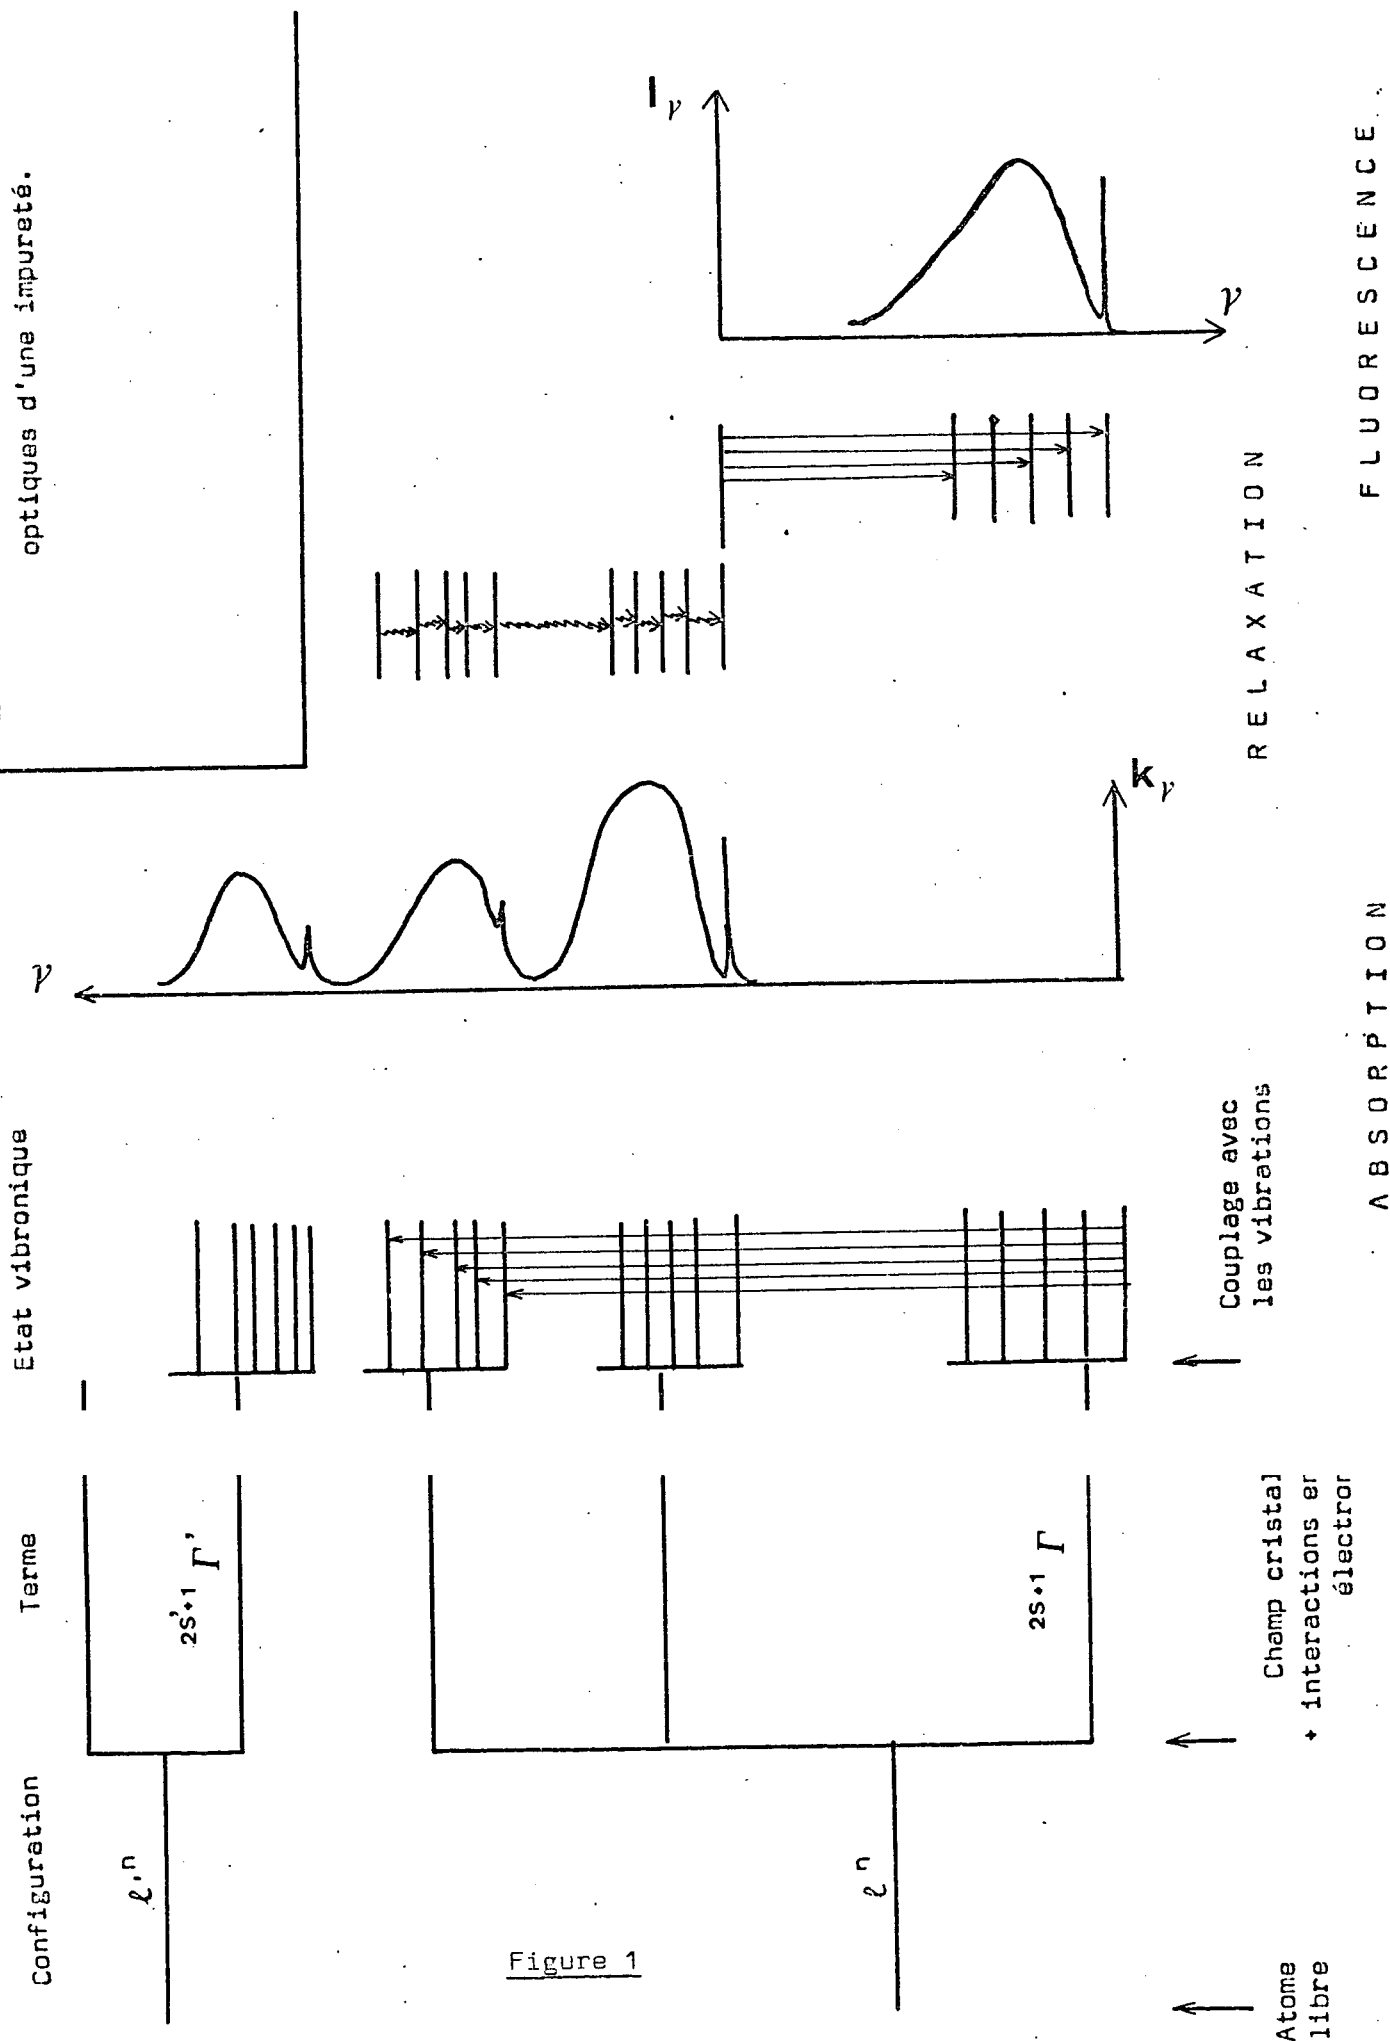 optiques d'une impureté.
Configuration
Terme
Etat vibronique
ℓ'ⁿ
2S'+1 Γ'
ν
kν
Iν
ν
ℓⁿ
2S+1 Γ
Figure 1
Atome
libre
Champ cristal
+ interactions er
électror
Couplage avec
les vibrations
RELAXATION
ABSORPTION
FLUORESCENCE